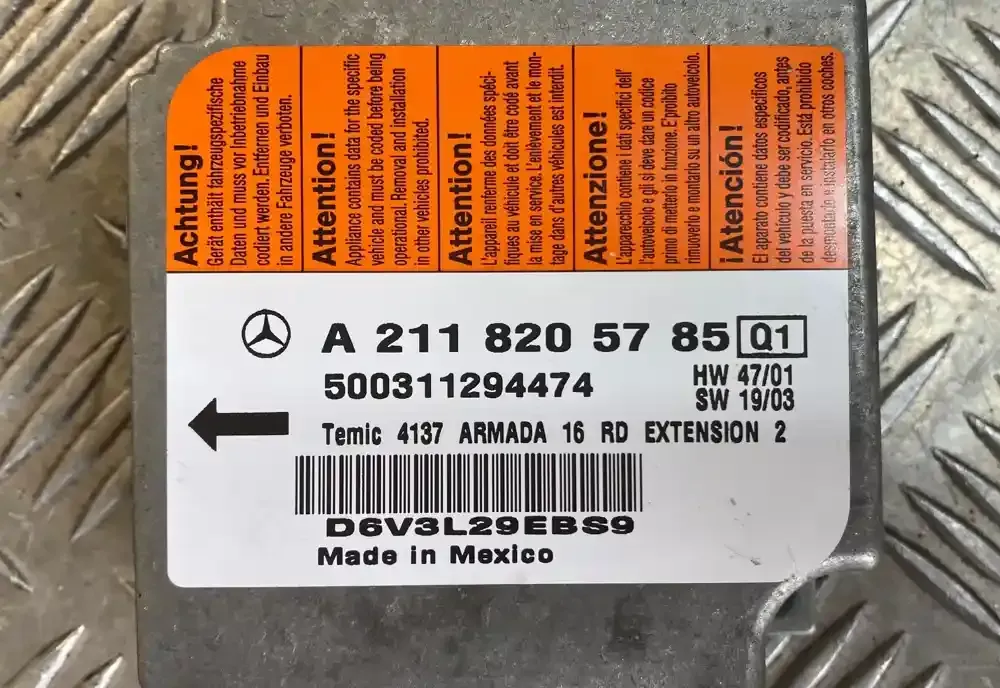 Achtung!
Gerät enthält fahrzeugspezifische
Daten und muss vor Inbetriebnahme
codiert werden. Entfernen und Einbau
in andere Fahrzeuge verboten.
Attention!
Appliance contains data for the specific
vehicle and must be coded before being
operational. Removal and installation
in other vehicles prohibited.
Attention!
L'appareil renferme des données spéci-
fiques au véhicule et doit être codé avant
la mise en service. L'enlèvement et le mon-
tage dans d'autres véhicules est interdit.
Attenzione!
L'apparecchio contiene i dati specifici dell'
l'autoveicolo e gli si deve dare un codice
primo di metterlo in funzione. E proibito
rimuoverlo e montarlo su un altro autoveicolo.
¡Atención!
El aparato contiene datos especificos
del vehiculo y debe ser codificado, antes
de la puesta en servicio. Está prohibido
desmontarlo e instalarlo en otros coches.
A 211 820 57 85 Q1
500311294474 HW 47/01
SW 19/03
Temic 4137 ARMADA 16 RD EXTENSION 2
D6V3L29EBS9
Made in Mexico